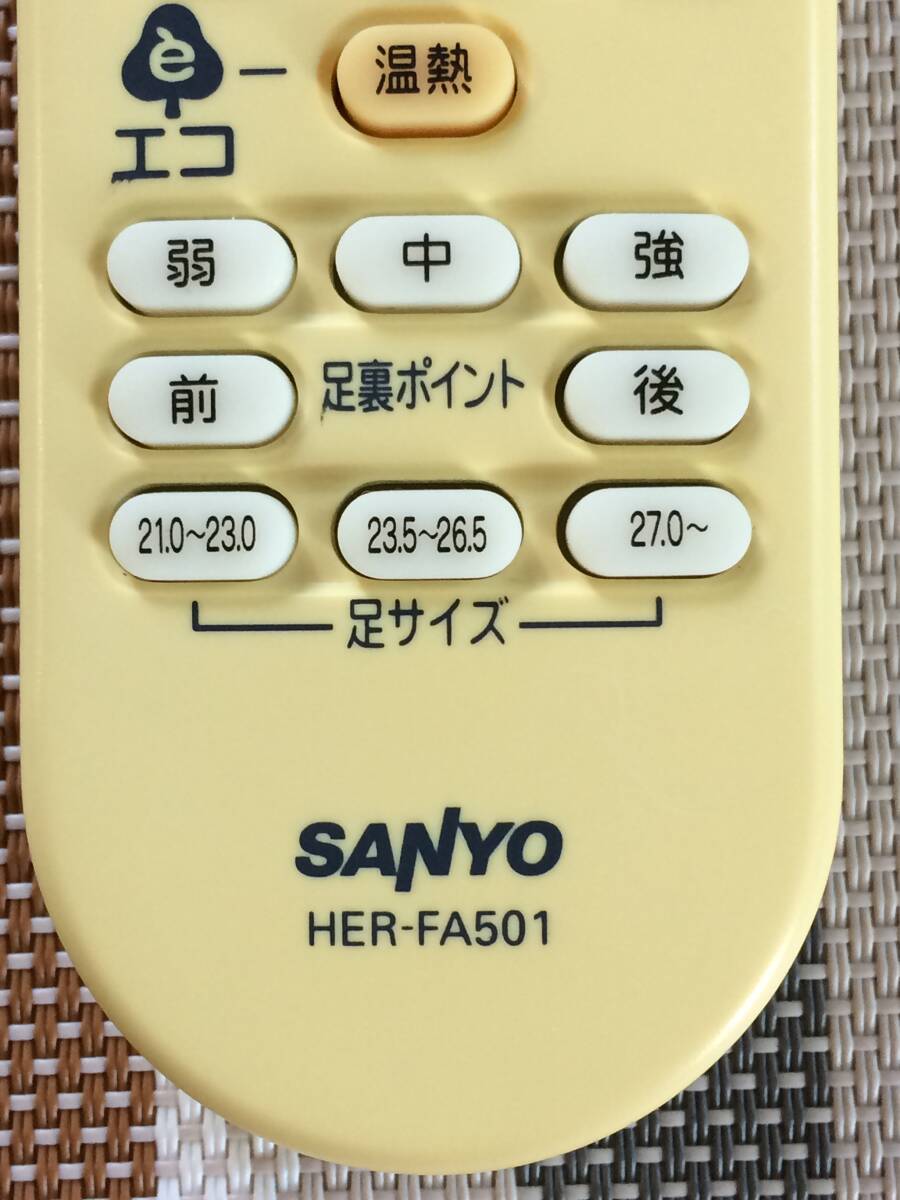 è
エコ
温熱
弱 中 強
前 足裏ポイント 後
21.0～23.0 23.5～26.5 27.0～
足サイズ
SANYO
HER-FA501